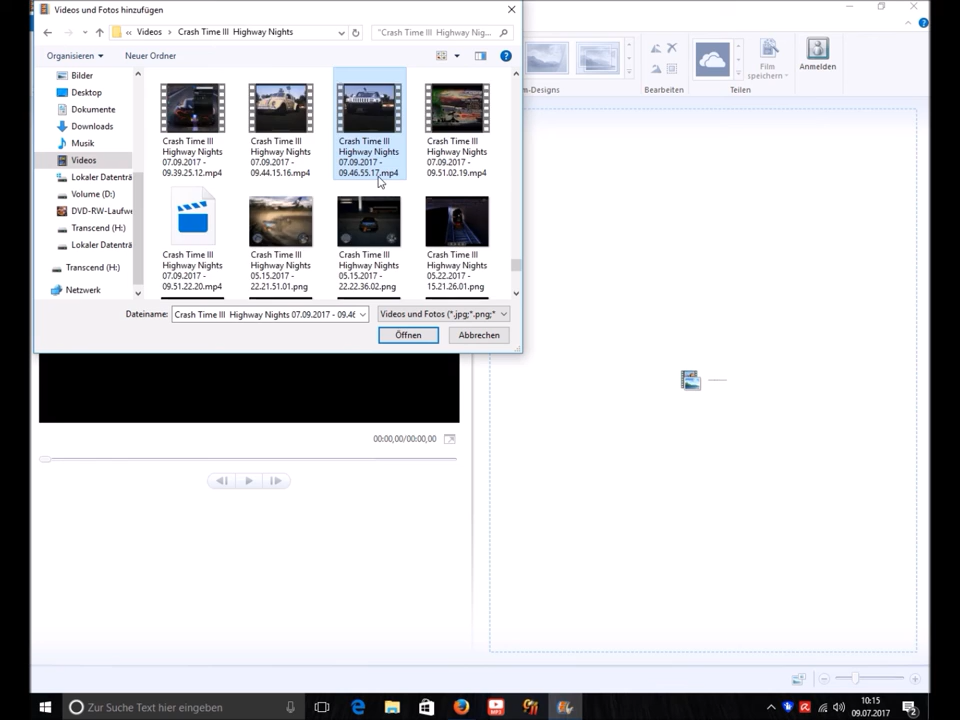 Videos und Fotos hinzufügen
Videos
Crash Time III Highway Nights
"Crash Time III Highway Nig...
Organisieren
Neuer Ordner
Bilder
Desktop
Dokumente
Downloads
Musik
Videos
Lokaler Datenträ
Volume (D:)
DVD-RW-Laufwe
Transcend (H:)
Lokaler Datenträ
Transcend (H:)
Netzwerk
Crash Time III
Highway Nights
07.09.2017 -
09.39.25.12.mp4
Crash Time III
Highway Nights
07.09.2017 -
09.44.15.16.mp4
Crash Time III
Highway Nights
07.09.2017 -
09.46.55.17.mp4
Crash Time III
Highway Nights
07.09.2017 -
09.51.02.19.mp4
Crash Time III
Highway Nights
07.09.2017 -
09.51.22.20.mp4
Crash Time III
Highway Nights
05.15.2017 -
22.21.51.01.png
Crash Time III
Highway Nights
05.15.2017 -
22.22.36.02.png
Crash Time III
Highway Nights
05.22.2017 -
15.21.26.01.png
Dateiname:
Crash Time III Highway Nights 07.09.2017 - 09.46
Videos und Fotos (*.jpg;*.png;*
Öffnen
Abbrechen
m-Designs
Bearbeiten
Film
speichern
Teilen
Anmelden
00:00,00/00:00,00
Zur Suche Text hier eingeben
MP3
10:15
09.07.2017
2